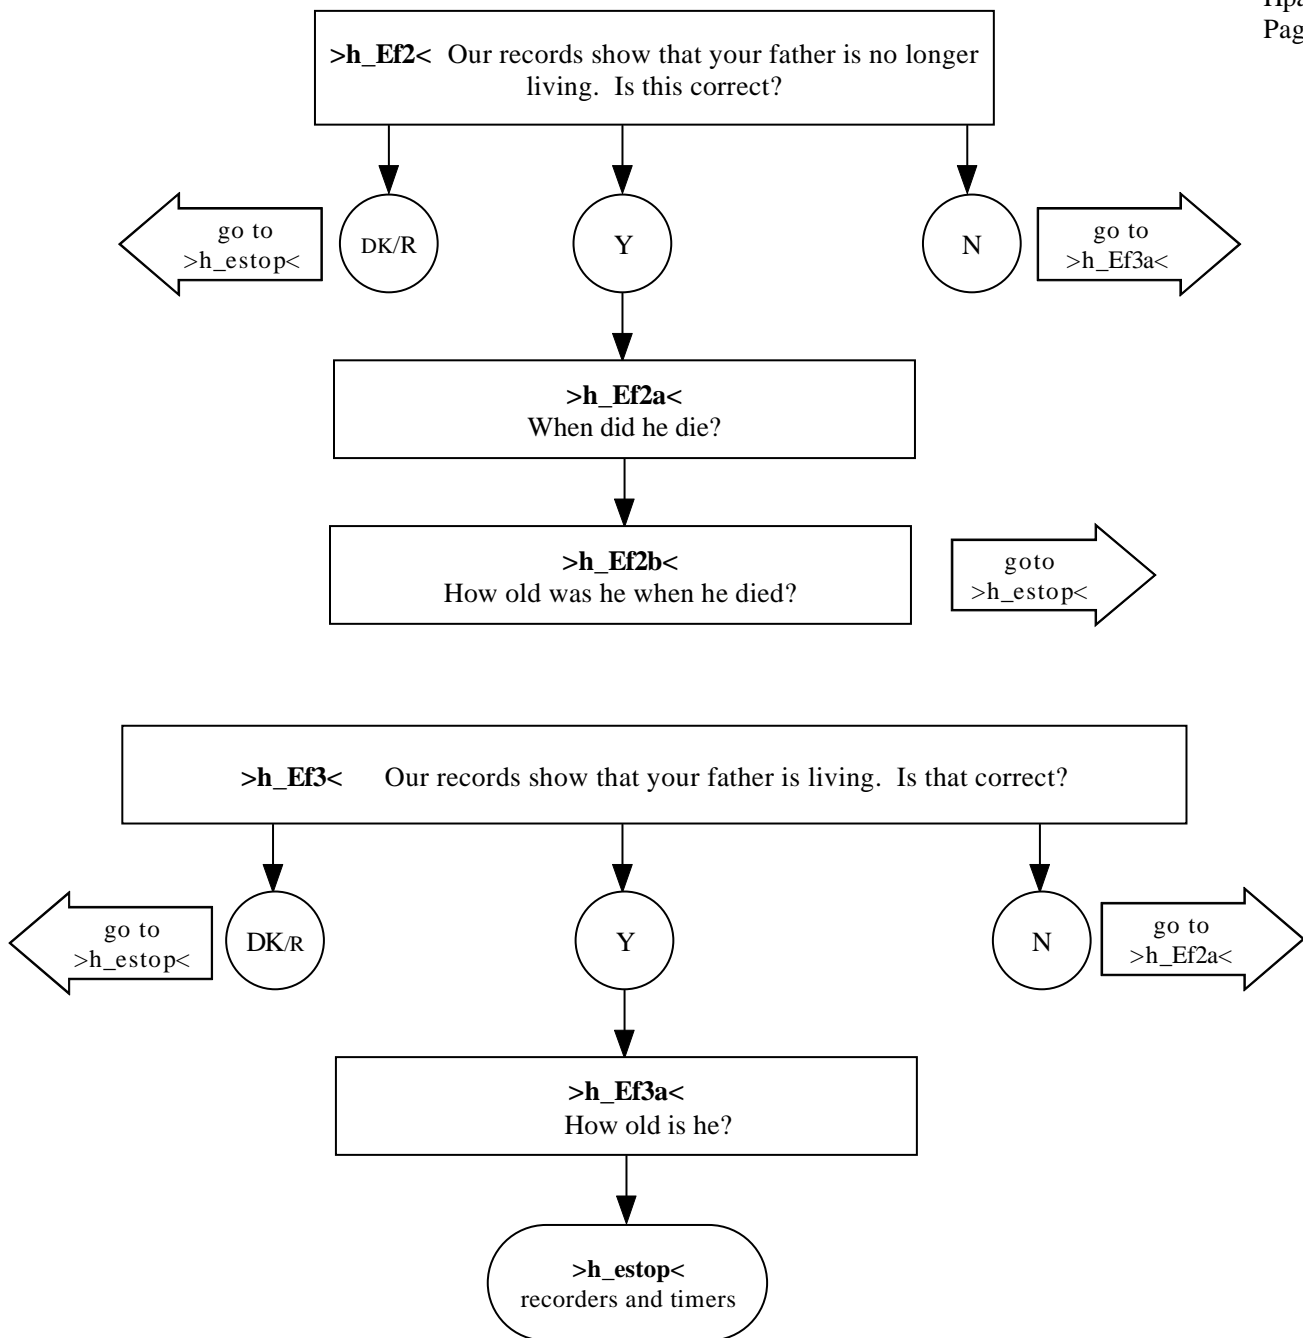 Pag
>h_Ef2< Our records show that your father is no longer
living. Is this correct?
go to
>h_estop<
DK/R
Y
N
go to
>h_Ef3a<
>h_Ef2a<
When did he die?
>h_Ef2b<
How old was he when he died?
goto
>h_estop<
>h_Ef3< Our records show that your father is living. Is that correct?
go to
>h_estop<
DK/R
Y
N
go to
>h_Ef2a<
>h_Ef3a<
How old is he?
>h_estop<
recorders and timers